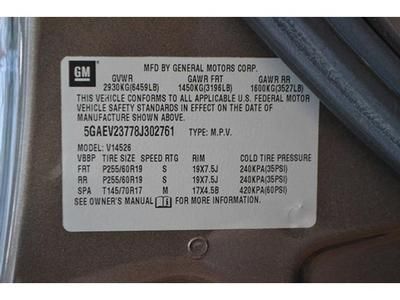 GM
MFD BY GENERAL MOTORS CORP.
GVWR GAWR FRT GAWR RR
2930KG(6459LB) 1450KG(3196LB) 1600KG(3527LB)
THIS VEHICLE CONFORMS TO ALL APPLICABLE U.S. FEDERAL MOTOR
VEHICLE SAFETY STANDARDS IN EFFECT ON THE DATE OF
MANUFACTURE SHOWN ABOVE.
5GAEV23778J302761 TYPE: M.P.V.
MODEL: V14526
VBBP TIRE SIZE SPEED RTG RIM COLD TIRE PRESSURE
FRT P255/60R19 S 19X7.5J 240KPA(35PSI)
RR P255/60R19 S 19X7.5J 240KPA(35PSI)
SPA T145/70R17 M 17X4.5B 420KPA(60PSI)
SEE OWNER'S MANUAL FOR MORE INFORMATION.